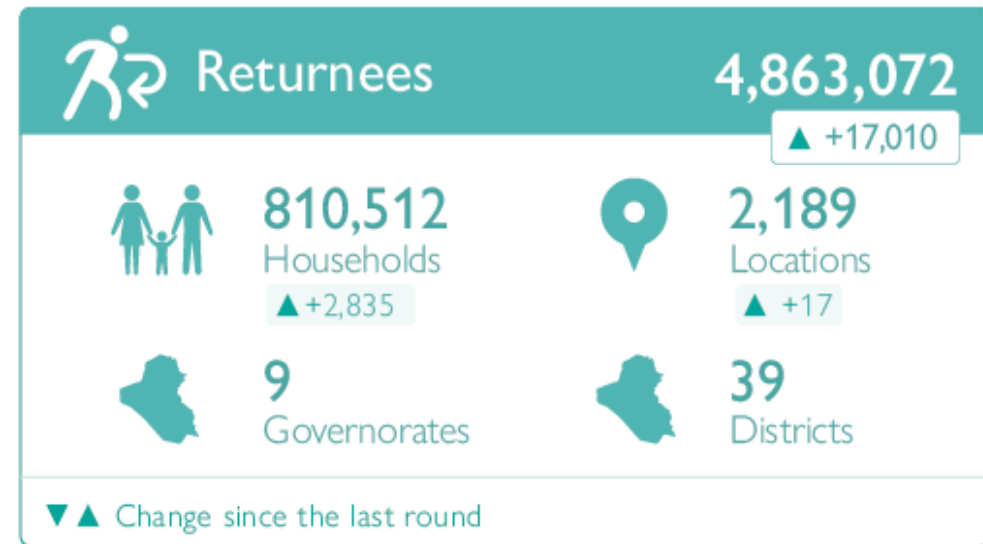 Returnees
4,863,072
▲ +17,010
810,512
Households
▲ +2,835
2,189
Locations
▲ +17
9
Governorates
39
Districts
▼▲ Change since the last round